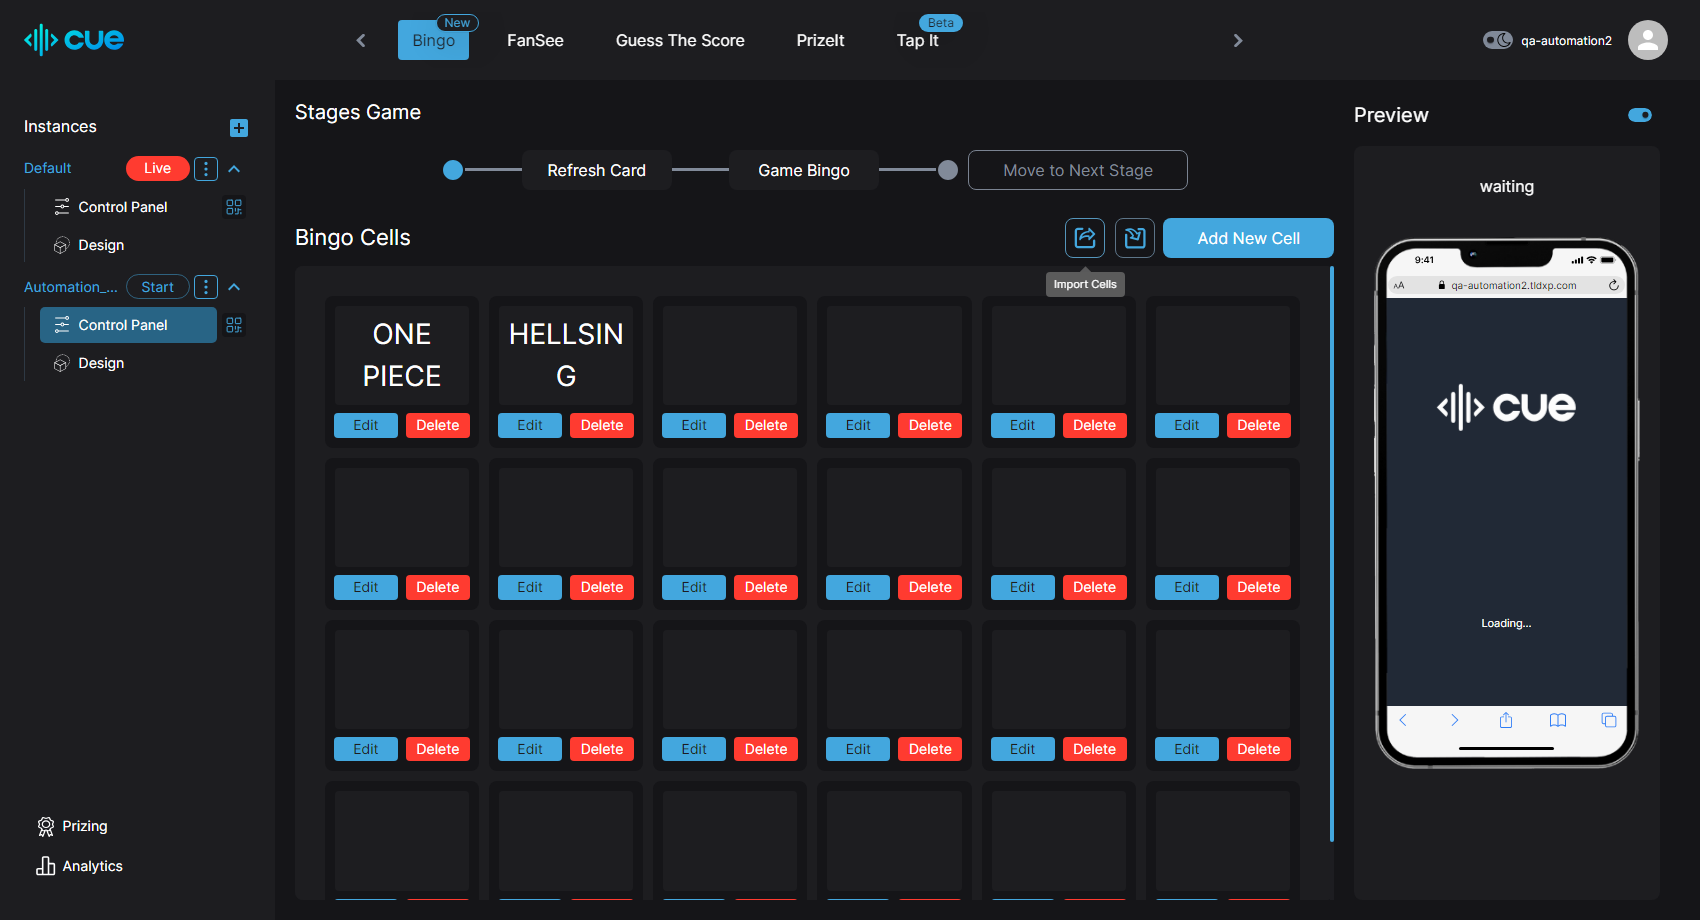 cue
New
Bingo
FanSee
Guess The Score
PrizeIt
Beta
Tap It
qa-automation2
Instances
Default
Live
Control Panel
Design
Automation_...
Start
Control Panel
Design
Prizing
Analytics
Stages Game
Refresh Card
Game Bingo
Move to Next Stage
Bingo Cells
Add New Cell
Import Cells
ONE
PIECE
HELLSIN
G
Edit Delete Edit Delete Edit Delete Edit Delete Edit Delete Edit Delete
Edit Delete Edit Delete Edit Delete Edit Delete Edit Delete Edit Delete
Edit Delete Edit Delete Edit Delete Edit Delete Edit Delete Edit Delete
Preview
waiting
9:41
AA qa-automation2.tldxp.com
cue
Loading...